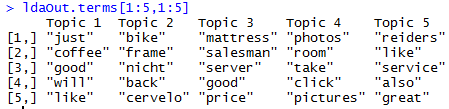 > ldaOut.terms[1:5,1:5]
     Topic 1  Topic 2   Topic 3    Topic 4    Topic 5
[1,] "just"   "bike"    "mattress" "photos"   "reiders"
[2,] "coffee" "frame"   "salesman" "room"     "like"
[3,] "good"   "nicht"   "server"   "take"     "service"
[4,] "will"   "back"    "good"     "click"    "also"
[5,] "like"   "cervelo" "price"    "pictures" "great"